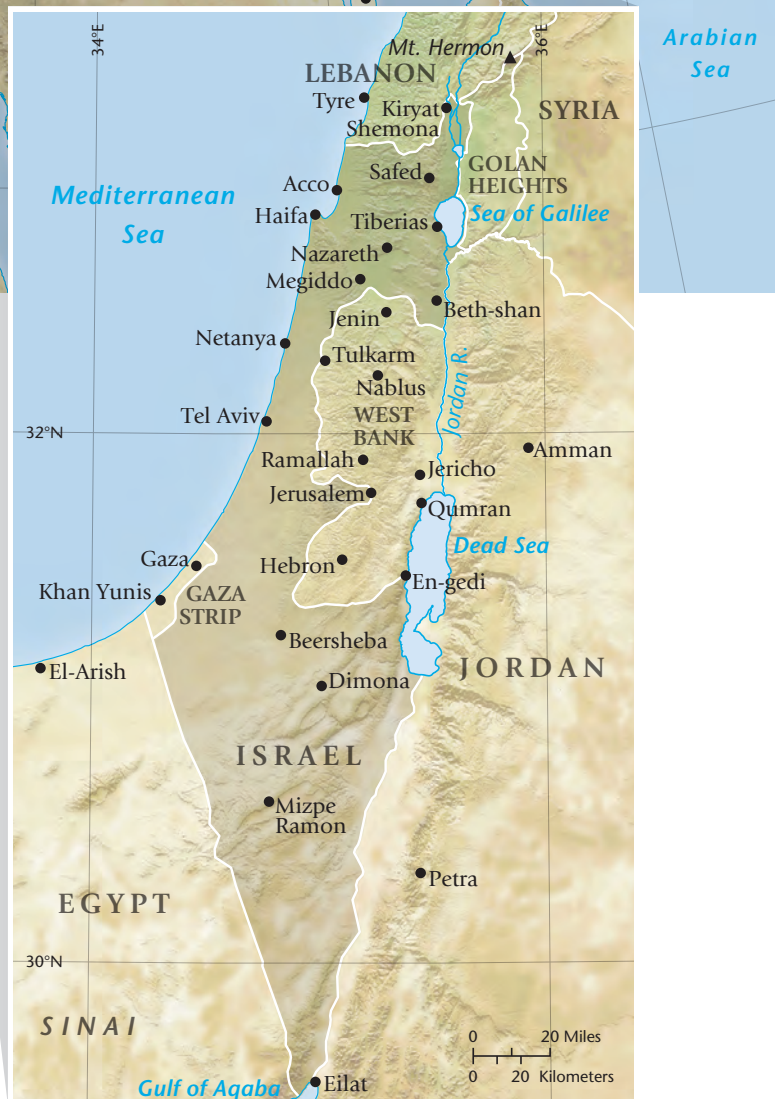 34°E
36°E
Mt. Hermon
Arabian
Sea
LEBANON
Tyre
Kiryat
Shemona
SYRIA
Safed
GOLAN
HEIGHTS
Acco
Mediterranean
Sea
Haifa
Tiberias
Sea of Galilee
Nazareth
Megiddo
Jenin
Beth-shan
Netanya
Tulkarm
Nablus
Jordan R.
WEST
BANK
Tel Aviv
32°N
Amman
Ramallah
Jericho
Jerusalem
Qumran
Dead Sea
Gaza
Hebron
En-gedi
Khan Yunis
GAZA
STRIP
Beersheba
El-Arish
Dimona
JORDAN
ISRAEL
Mizpe
Ramon
Petra
EGYPT
30°N
SINAI
0 20 Miles
0 20 Kilometers
Gulf of Aqaba
Eilat